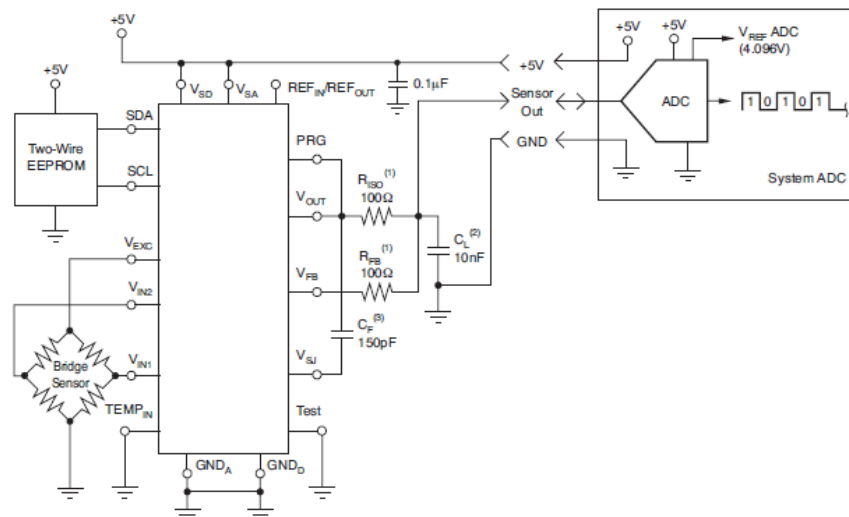 +5V
+5V
V_SD
V_SA
REF_IN/REF_OUT
0.1μF
+5V
Sensor
Out
GND
+5V
+5V
V_REF ADC
(4.096V)
ADC
1 0 1 0 1
System ADC
Two-Wire
EEPROM
SDA
SCL
V_EXC
V_IN2
V_IN1
Bridge
Sensor
TEMP_IN
PRG
V_OUT
V_FB
V_SJ
Test
R_ISO^(1)
100Ω
R_FB^(1)
100Ω
C_L^(2)
10nF
C_F^(3)
150pF
GND_A
GND_D